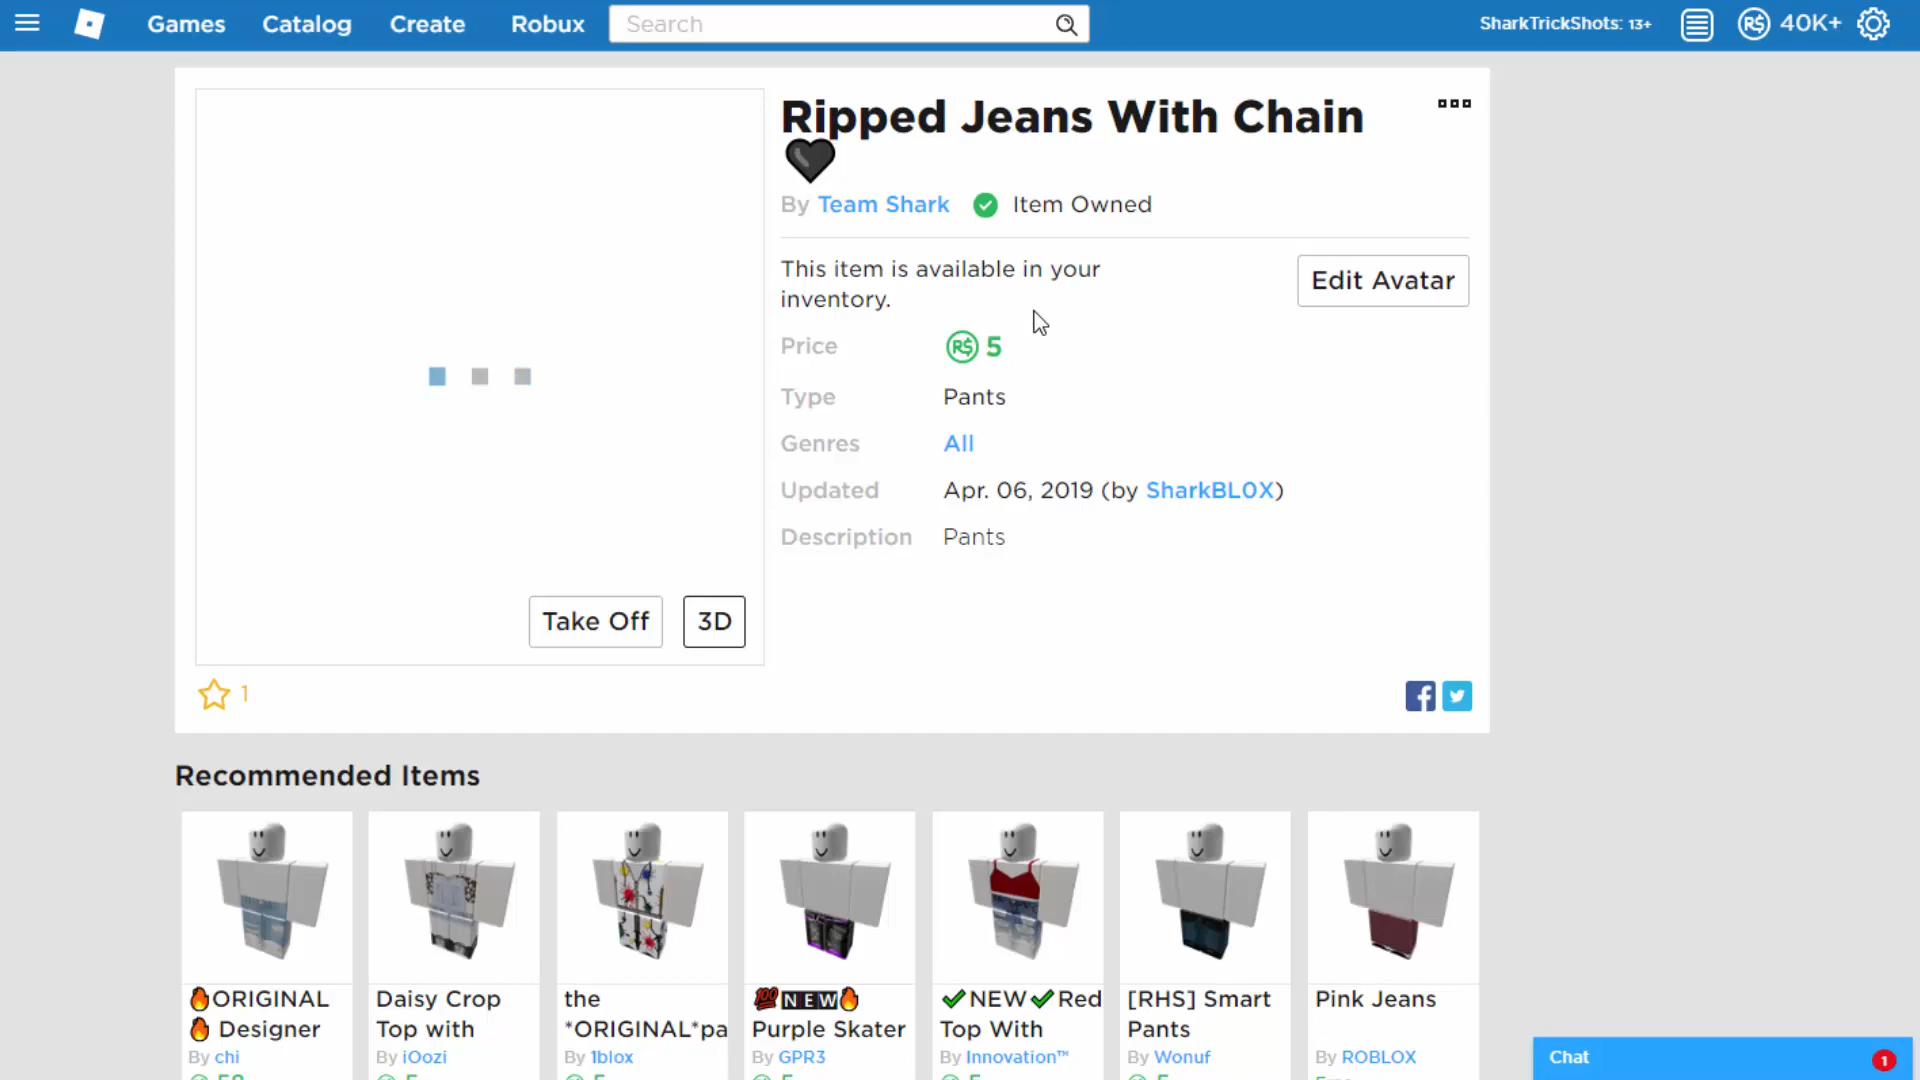 Games Catalog Create Robux Search SharkTrickShots: 13+ 40K+
Ripped Jeans With Chain
🖤
By Team Shark Item Owned
This item is available in your
inventory.
Edit Avatar
Price R$ 5
Type Pants
Genres All
Updated Apr. 06, 2019 (by SharkBL0X)
Description Pants
Take Off 3D
1
Recommended Items
🔥ORIGINAL
🔥 Designer
By chi
Daisy Crop
Top with
By iOozi
the
*ORIGINAL*pa
By 1blox
💯NEW🔥
Purple Skater
By GPR3
✔NEW✔Red
Top With
By Innovation™
[RHS] Smart
Pants
By Wonuf
Pink Jeans
By ROBLOX
Chat 1